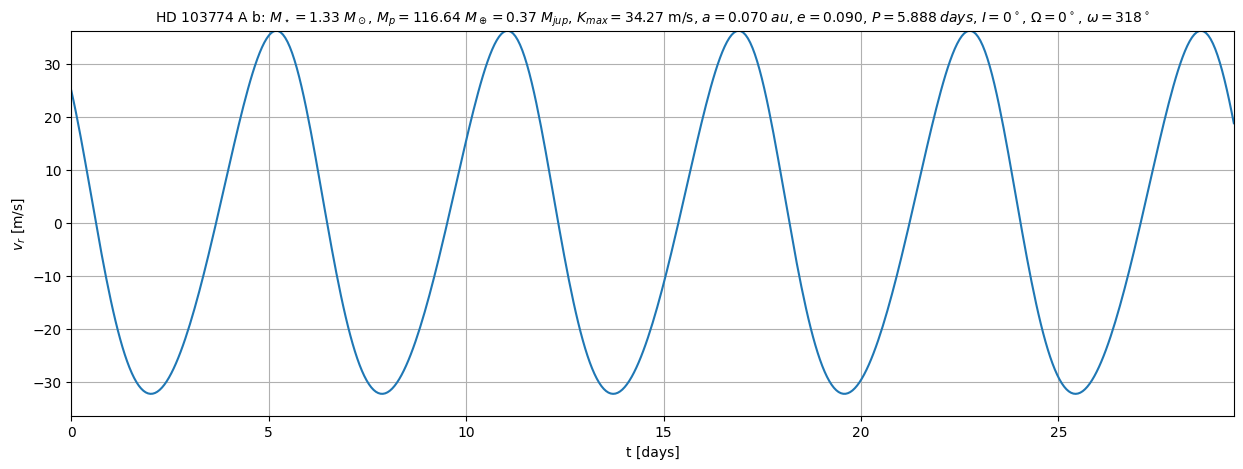 HD 103774 A b: $M_\star = 1.33\ M_\odot$, $M_p = 116.64\ M_\oplus = 0.37\ M_{jup}$, $K_{max} = 34.27$ m/s, $a = 0.070\ au$, $e = 0.090$, $P = 5.888\ days$, $I = 0^\circ$, $\Omega = 0^\circ$, $\omega = 318^\circ$
$v_r$ [m/s]
30
20
10
0
−10
−20
−30
0 5 10 15 20 25
t [days]